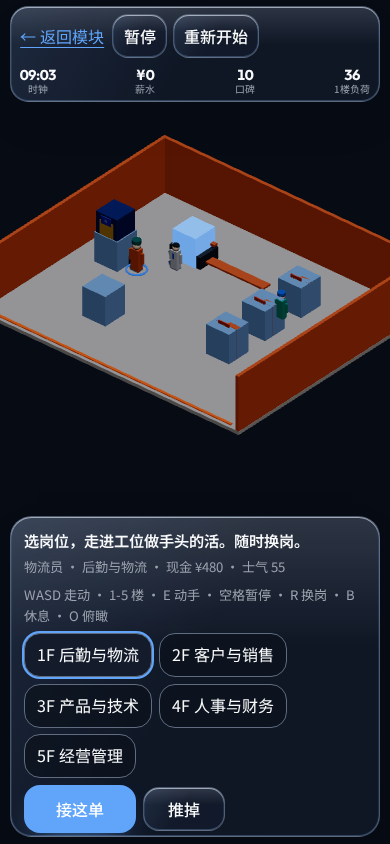 ← 返回模块 暂停 重新开始
09:03 ¥0 10 36
时钟 薪水 口碑 1楼负荷
选岗位，走进工位做手头的活。随时换岗。
物流员 · 后勤与物流 · 现金 ¥480 · 士气 55
WASD 走动 · 1-5 楼 · E 动手 · 空格暂停 · R 换岗 · B
休息 · O 俯瞰
1F 后勤与物流 2F 客户与销售
3F 产品与技术 4F 人事与财务
5F 经营管理
接这单 推掉